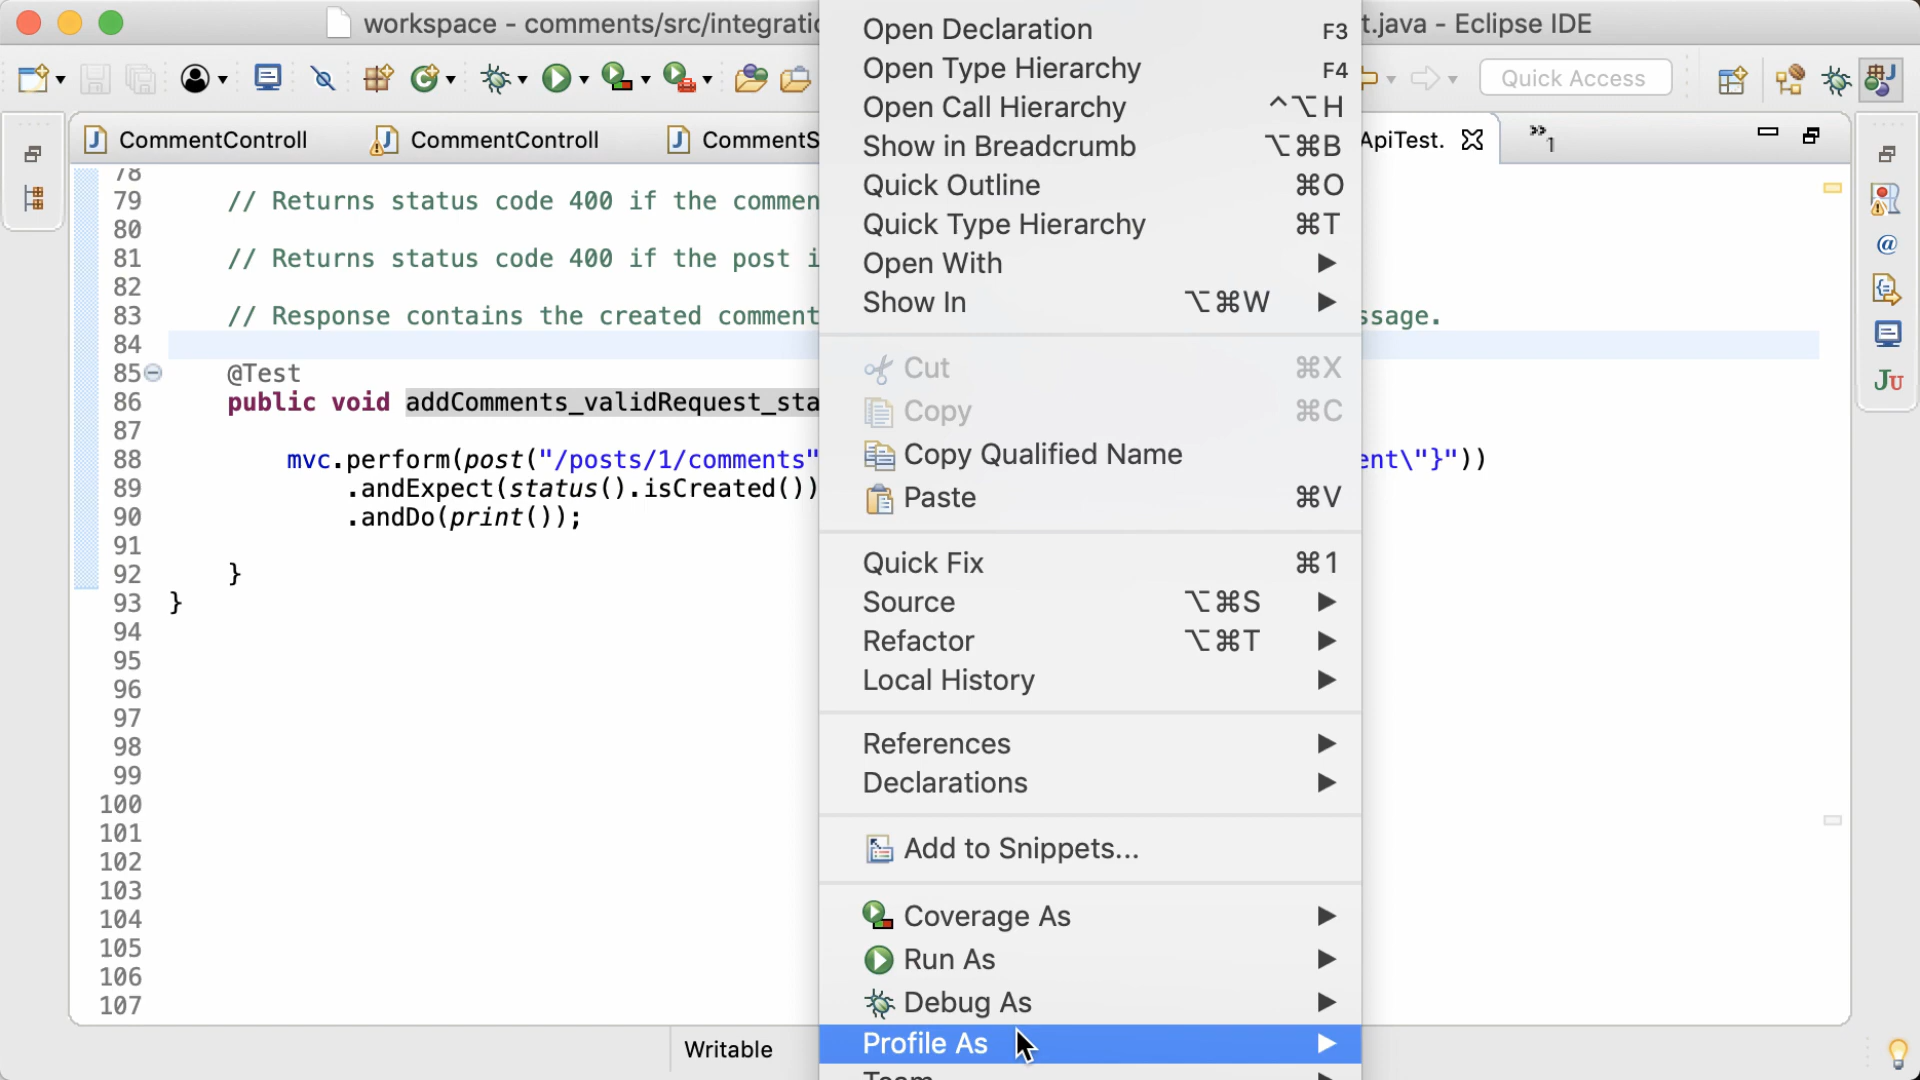 workspace - comments/src/integratio
t.java - Eclipse IDE
Quick Access
CommentControll
CommentControll
CommentS
ApiTest.
»1
78
79 // Returns status code 400 if the commen
80
81 // Returns status code 400 if the post i
82
83 // Response contains the created comment
ssage.
84
85 @Test
86 public void addComments_validRequest_sta
87
88 mvc.perform(post("/posts/1/comments"
ent\"}"))
89 .andExpect(status().isCreated())
90 .andDo(print());
91
92 }
93 }
94
95
96
97
98
99
100
101
102
103
104
105
106
107
Open Declaration F3
Open Type Hierarchy F4
Open Call Hierarchy ^⌥H
Show in Breadcrumb ⌥⌘B
Quick Outline ⌘O
Quick Type Hierarchy ⌘T
Open With
Show In ⌥⌘W
Cut ⌘X
Copy ⌘C
Copy Qualified Name
Paste ⌘V
Quick Fix ⌘1
Source ⌥⌘S
Refactor ⌥⌘T
Local History
References
Declarations
Add to Snippets...
Coverage As
Run As
Debug As
Profile As
Team
@
JU
Writable